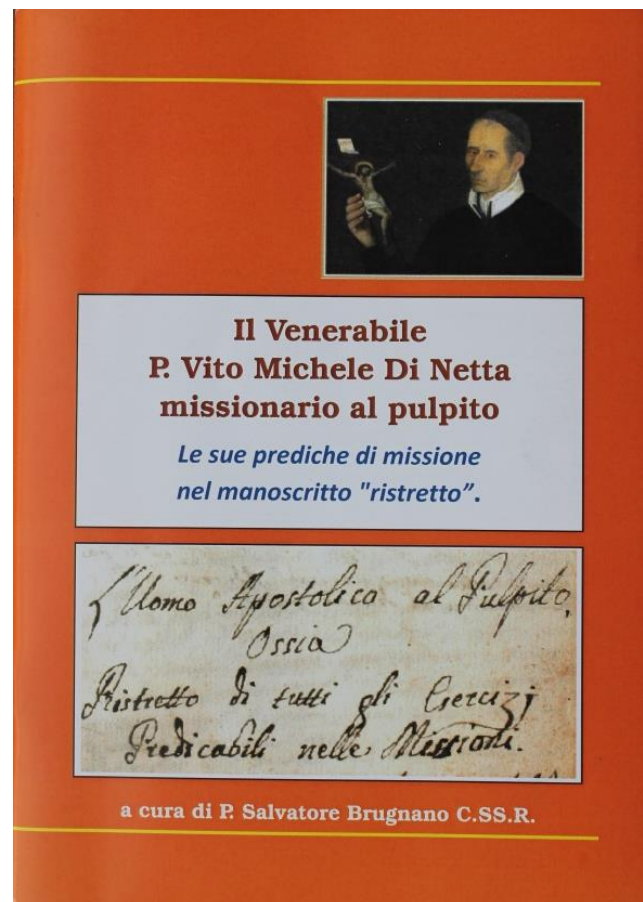 Il Venerabile
P. Vito Michele Di Netta
missionario al pulpito
Le sue prediche di missione
nel manoscritto "ristretto”.
L'Uomo Apostolico al Pulpito,
Ossia
Ristretto di tutti gli Esercizj
Predicabili nelle Missioni.
a cura di P. Salvatore Brugnano C.SS.R.